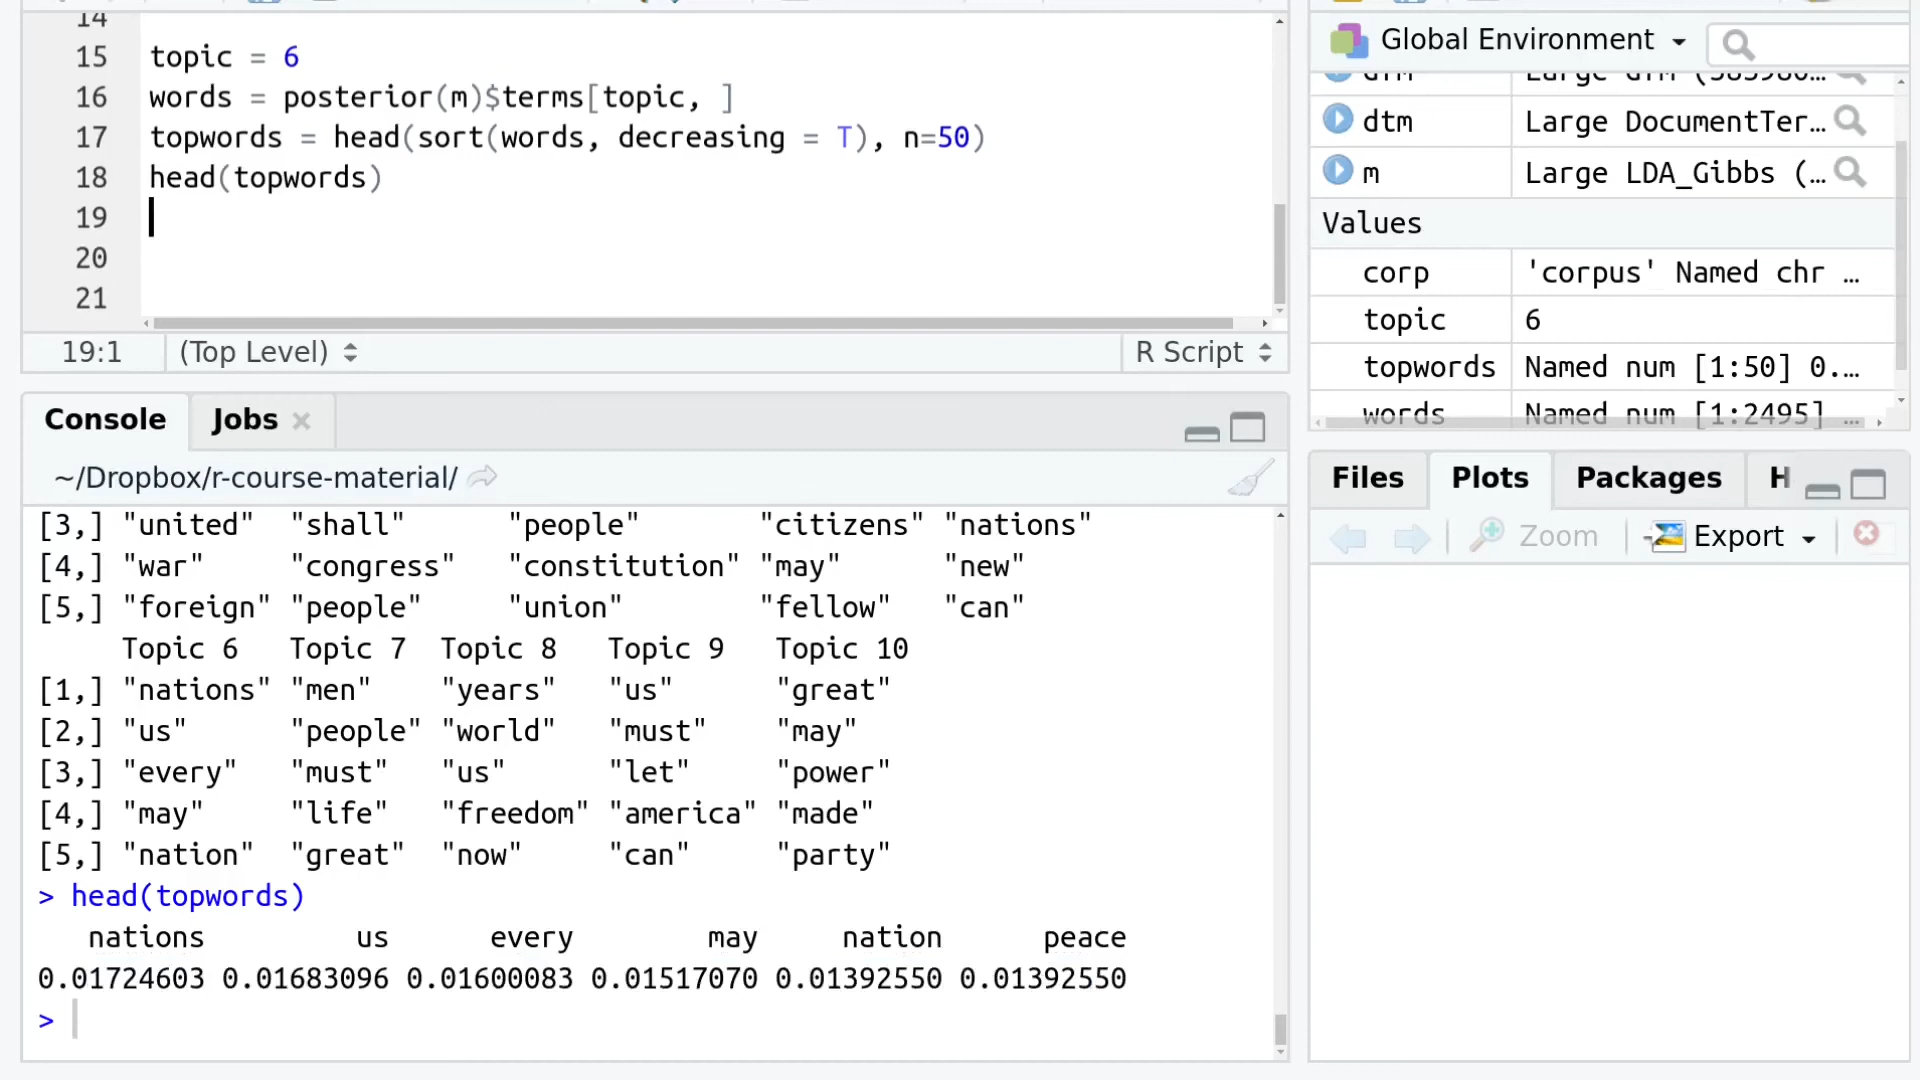 14
15 topic = 6
16 words = posterior(m)$terms[topic, ]
17 topwords = head(sort(words, decreasing = T), n=50)
18 head(topwords)
19
20
21
19:1 (Top Level) R Script
Console Jobs
~/Dropbox/r-course-material/
[3,] "united" "shall" "people" "citizens" "nations"
[4,] "war" "congress" "constitution" "may" "new"
[5,] "foreign" "people" "union" "fellow" "can"
Topic 6 Topic 7 Topic 8 Topic 9 Topic 10
[1,] "nations" "men" "years" "us" "great"
[2,] "us" "people" "world" "must" "may"
[3,] "every" "must" "us" "let" "power"
[4,] "may" "life" "freedom" "america" "made"
[5,] "nation" "great" "now" "can" "party"
> head(topwords)
nations us every may nation peace
0.01724603 0.01683096 0.01600083 0.01517070 0.01392550 0.01392550
>
Global Environment
dtm Large DocumentTer…
m Large LDA_Gibbs (…
Values
corp 'corpus' Named chr …
topic 6
topwords Named num [1:50] 0.…
words Named num [1:2495] …
Files Plots Packages H
Zoom Export